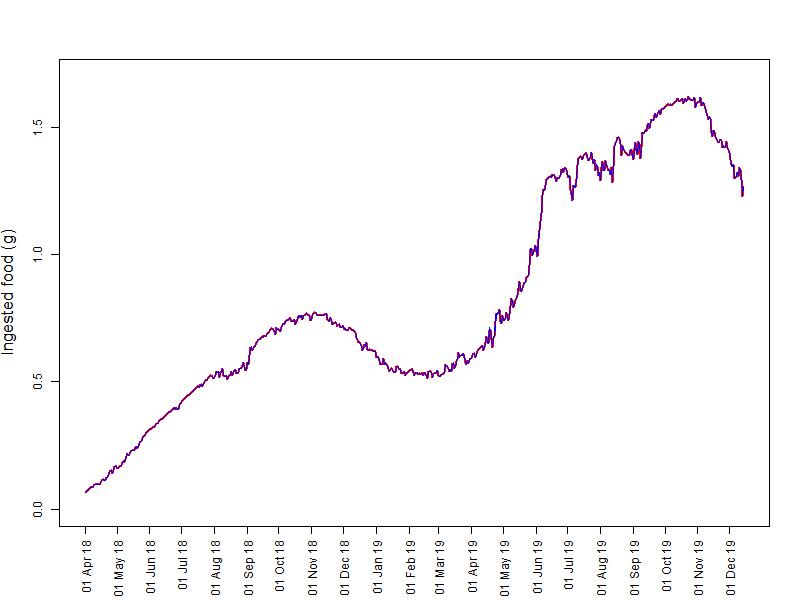 Ingested food (g)
1.5
1.0
0.5
0.0
01 Apr 18
01 May 18
01 Jun 18
01 Jul 18
01 Aug 18
01 Sep 18
01 Oct 18
01 Nov 18
01 Dec 18
01 Jan 19
01 Feb 19
01 Mar 19
01 Apr 19
01 May 19
01 Jun 19
01 Jul 19
01 Aug 19
01 Sep 19
01 Oct 19
01 Nov 19
01 Dec 19